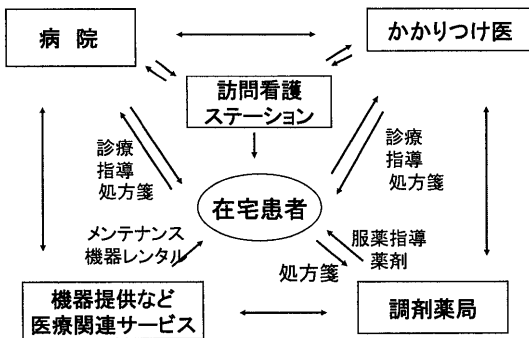 病 院
かかりつけ医
訪問看護
ステーション
診療
指導
処方箋
診療
指導
処方箋
在宅患者
メンテナンス
機器レンタル
服薬指導
薬剤
処方箋
機器提供など
医療関連サービス
調剤薬局